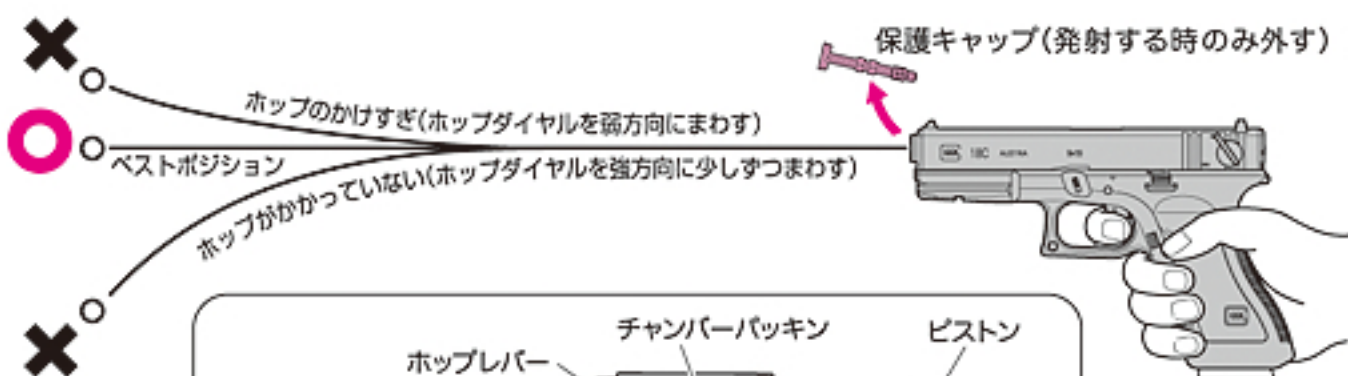 保護キャップ(発射する時のみ外す)
ホップのかけすぎ(ホップダイヤルを弱方向にまわす)
ベストポジション
ホップがかかっていない(ホップダイヤルを強方向に少しずつまわす)
18C AUSTRIA 9x19
チャンバーパッキン
ピストン
ホップレバー